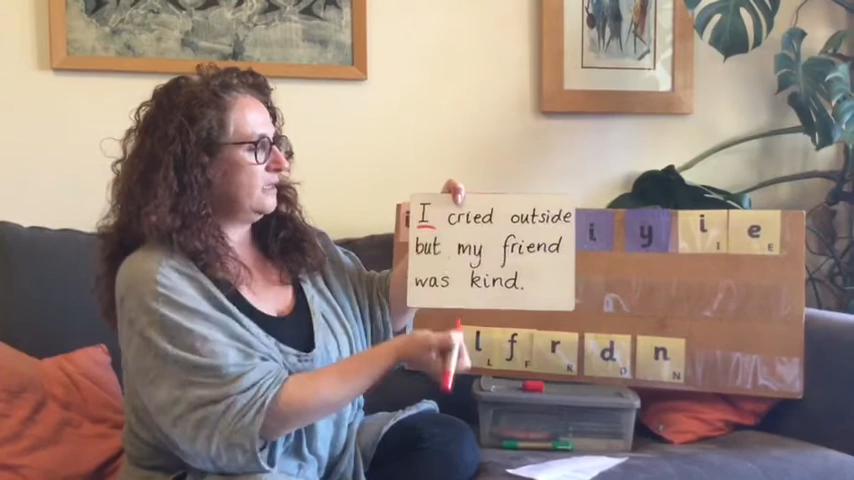 I cried outside
but my friend
was kind.
i
i
y
i I
e E
l L
f F
r R
d D
n N